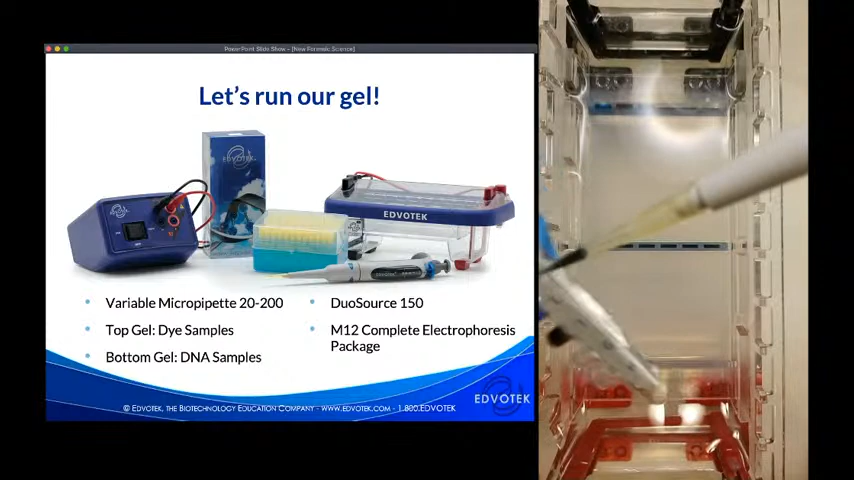 PowerPoint Slide Show - [New Forensic Science]
Let's run our gel!
EDVOTEK
EDVOTEK
• Variable Micropipette 20-200
• Top Gel: Dye Samples
• Bottom Gel: DNA Samples
• DuoSource 150
• M12 Complete Electrophoresis
Package
© EDVOTEK, THE BIOTECHNOLOGY EDUCATION COMPANY - WWW.EDVOTEK.COM - 1.800.EDVOTEK
EDVOTEK